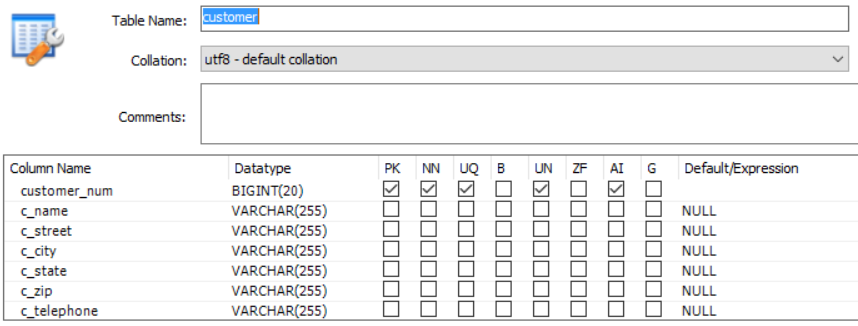 Table Name: customer
Collation: utf8 - default collation
Comments:
Column Name Datatype PK NN UQ B UN ZF AI G Default/Expression
customer_num BIGINT(20)
c_name VARCHAR(255) NULL
c_street VARCHAR(255) NULL
c_city VARCHAR(255) NULL
c_state VARCHAR(255) NULL
c_zip VARCHAR(255) NULL
c_telephone VARCHAR(255) NULL